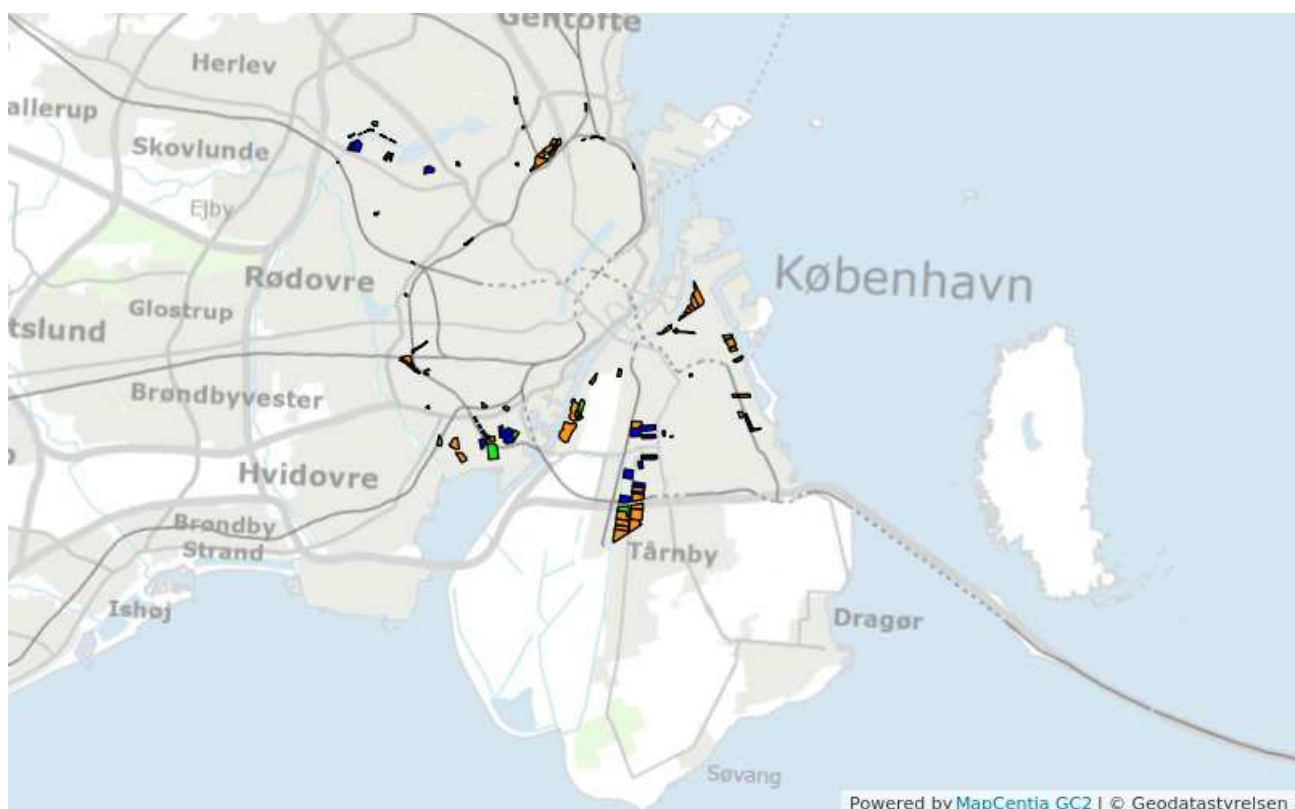 Gentofte
Herlev
allerup
Skovlunde
Ejby
København
Rødovre
Glostrup
tslund
Brøndbyvester
Hvidovre
Brøndby
Strand
Tårnby
Ishøj
Dragør
Søvang
Powered by MapCentia GC2 | © Geodatastyrelsen